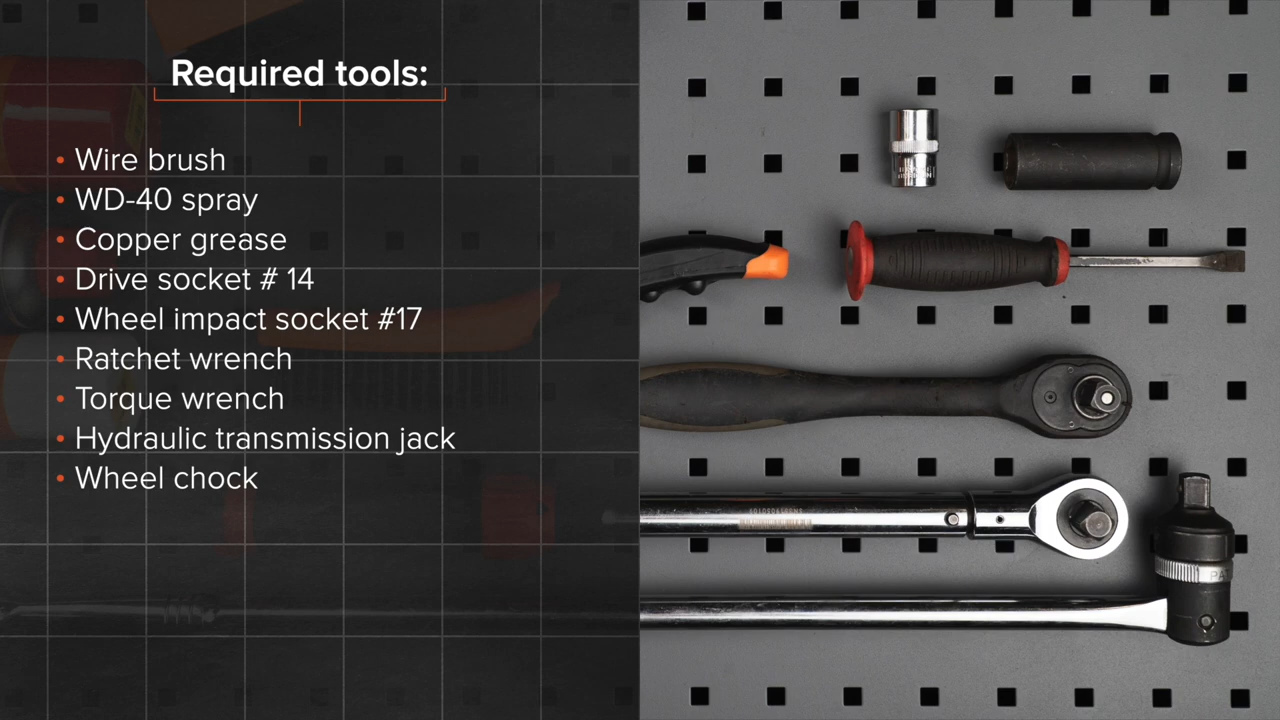 Required tools:
• Wire brush
• WD-40 spray
• Copper grease
• Drive socket # 14
• Wheel impact socket #17
• Ratchet wrench
• Torque wrench
• Hydraulic transmission jack
• Wheel chock